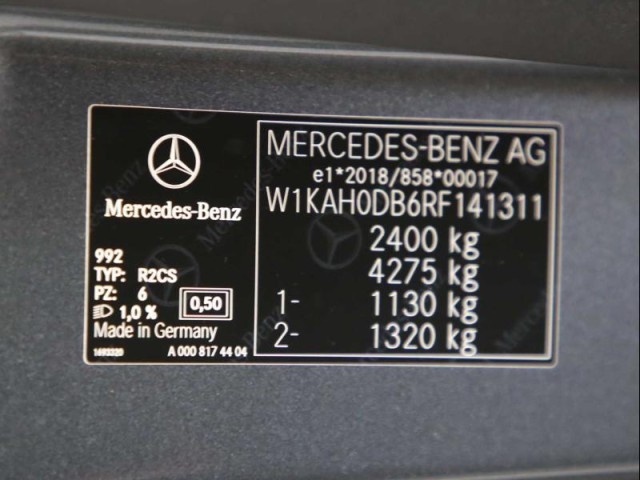 Mercedes-Benz
992
TYP: R2CS
PZ: 6
1,0 %
0,50
Made in Germany
1693320
A 000 817 44 04
MERCEDES-BENZ AG
e1*2018/858*00017
W1KAH0DB6RF141311
2400 kg
4275 kg
1- 1130 kg
2- 1320 kg